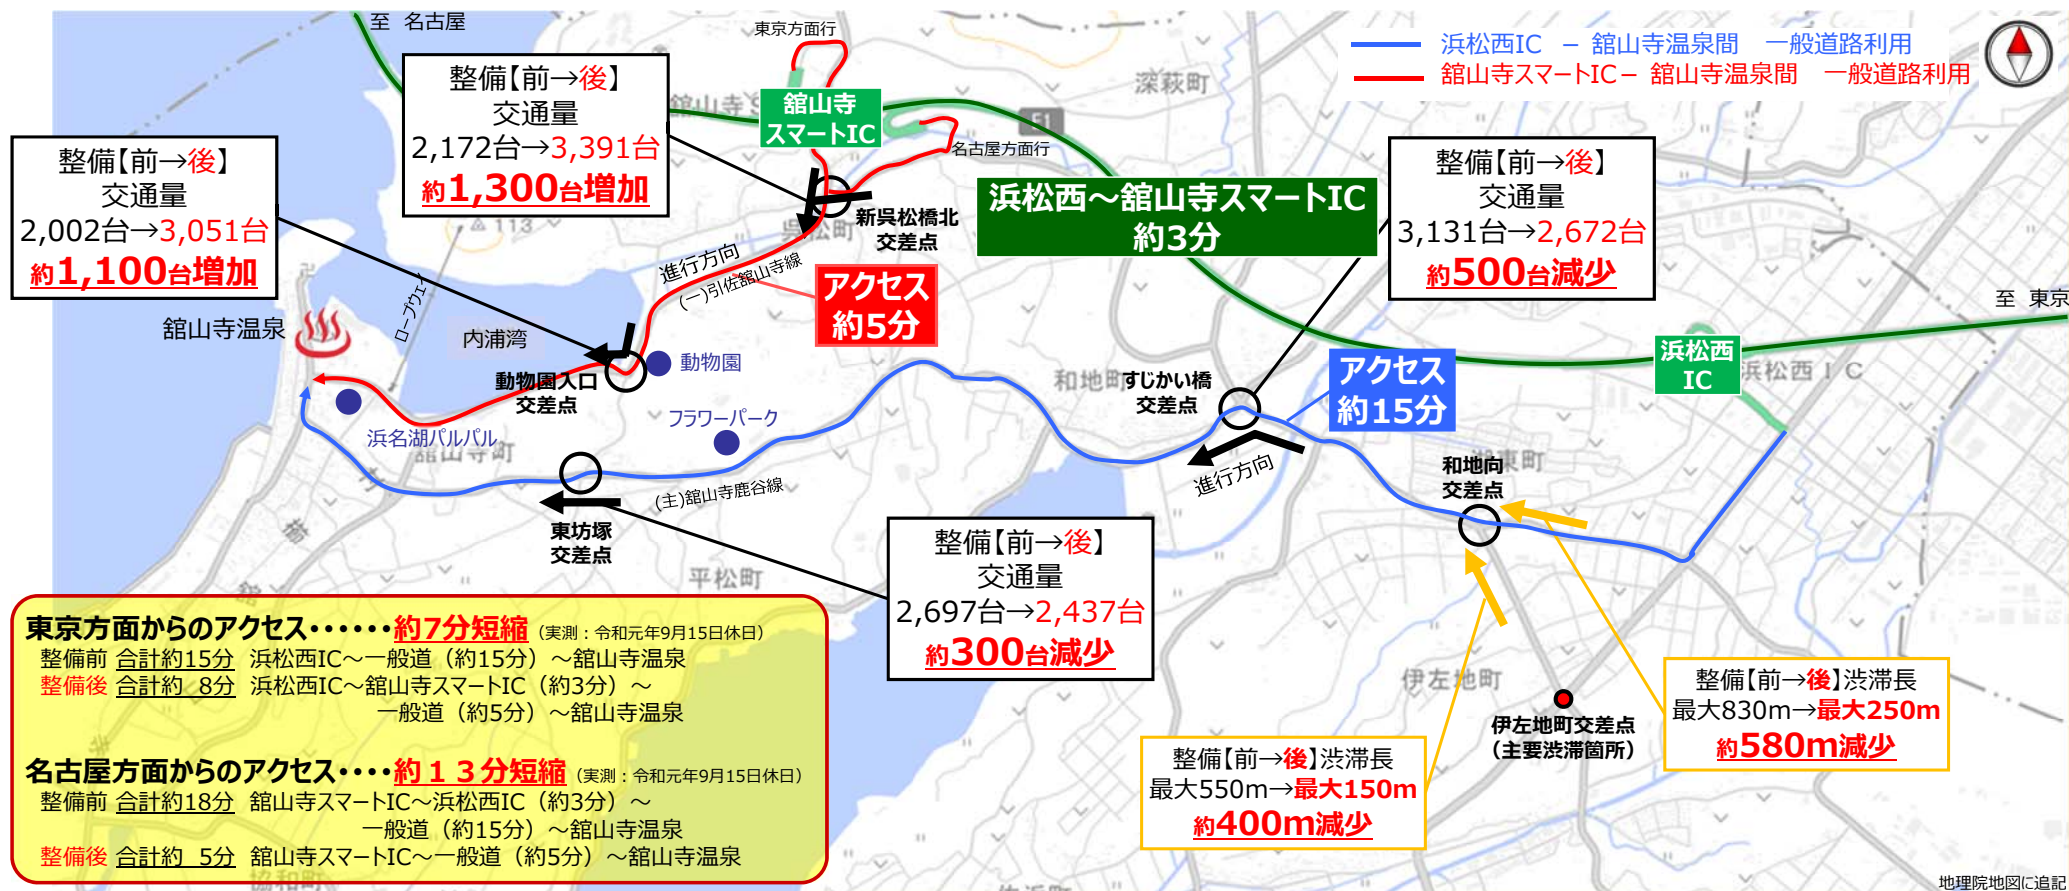 至 名古屋
東京方面行
浜松西IC － 舘山寺温泉間　一般道路利用
舘山寺スマートIC－ 舘山寺温泉間　一般道路利用
整備【前→後】
交通量
2,172台→3,391台
約1,300台増加
舘山寺
スマートIC
深萩町
E1
名古屋方面行
整備【前→後】
交通量
2,002台→3,051台
約1,100台増加
整備【前→後】
交通量
3,131台→2,672台
約500台減少
浜松西～舘山寺スマートIC
約3分
113
呉松町
新呉松橋北
交差点
進行方向
(一)引佐舘山寺線
アクセス
約5分
至 東京
舘山寺温泉
ロープウェイ
内浦湾
動物園入口
交差点
動物園
和地町
すじかい橋
交差点
アクセス
約15分
浜松西
IC
浜松西ＩＣ
浜名湖パルパル
舘山寺町
フラワーパーク
進行方向
湖東町
和地向
交差点
(主)舘山寺鹿谷線
東坊塚
交差点
平松町
整備【前→後】
交通量
2,697台→2,437台
約300台減少
伊左地町
伊左地町交差点
（主要渋滞箇所）
整備【前→後】渋滞長
最大830m→最大250m
約580m減少
整備【前→後】渋滞長
最大550m→最大150m
約400m減少
東京方面からのアクセス・・・・・・約7分短縮（実測：令和元年9月15日休日）
整備前 合計約15分 浜松西IC～一般道（約15分）～舘山寺温泉
整備後 合計約 8分 浜松西IC～舘山寺スマートIC（約3分）～
一般道（約5分）～舘山寺温泉
名古屋方面からのアクセス・・・・約１３分短縮（実測：令和元年9月15日休日）
整備前 合計約18分 舘山寺スマートIC～浜松西IC（約3分）～
一般道（約15分）～舘山寺温泉
整備後 合計約 5分 舘山寺スマートIC～一般道（約5分）～舘山寺温泉
協和町
地理院地図に追記